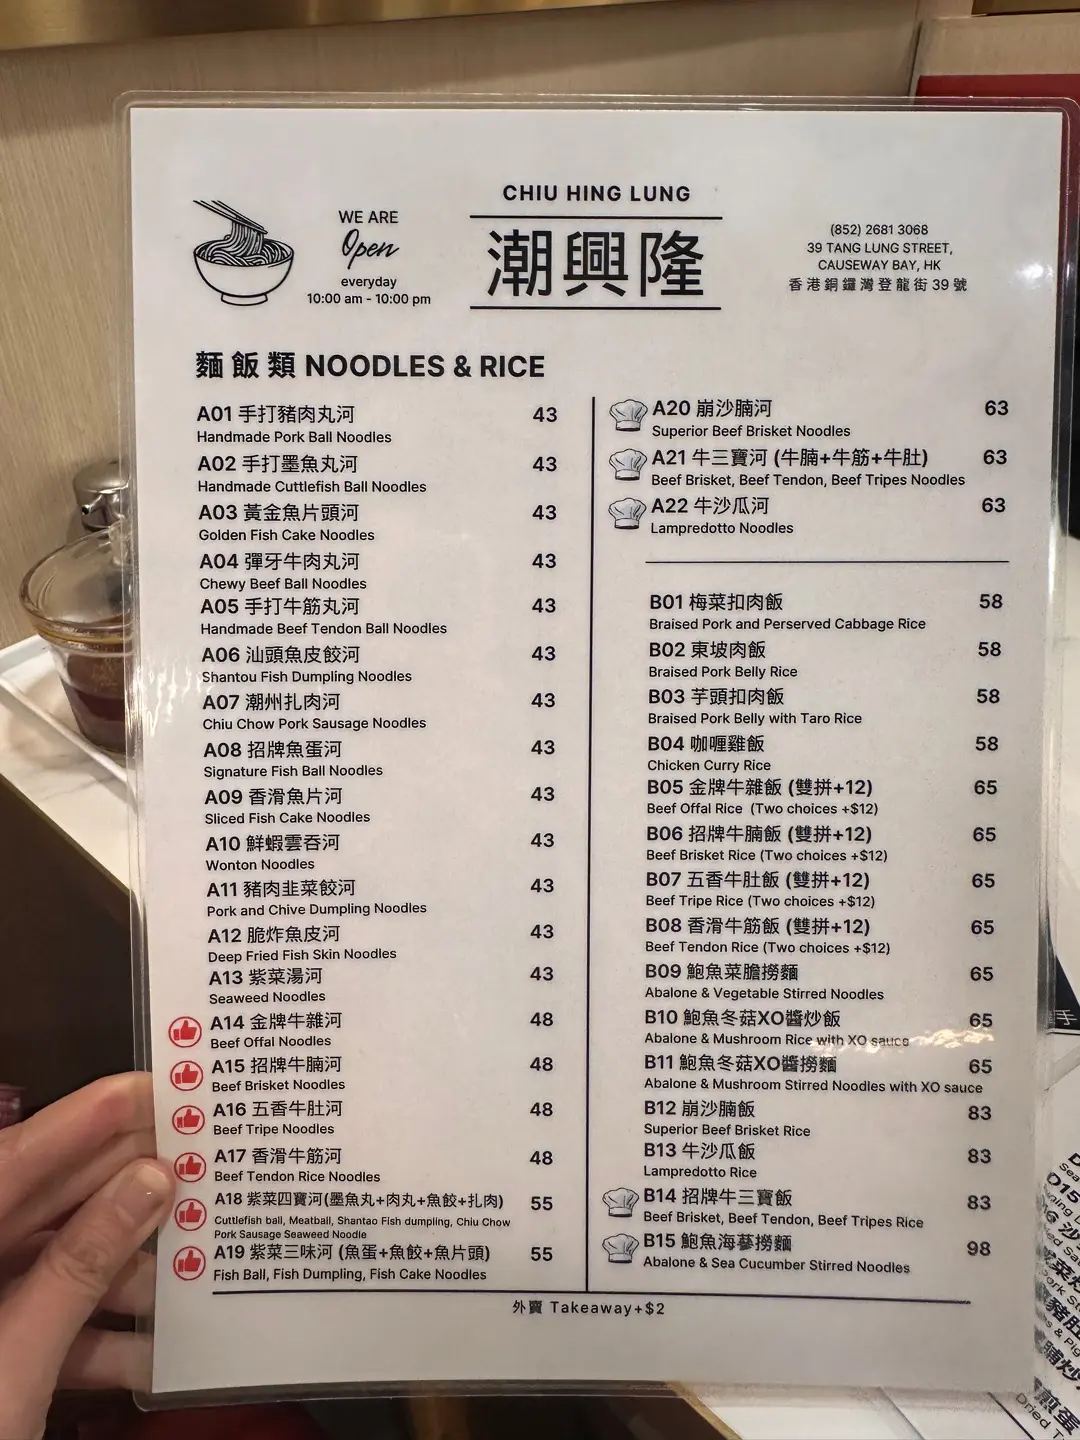 CHIU HING LUNG
潮興隆
WE ARE
Open
everyday
10:00 am - 10:00 pm
(852) 2681 3068
39 TANG LUNG STREET,
CAUSEWAY BAY, HK
香港銅鑼灣登龍街 39 號
麵飯類 NOODLES & RICE
A01 手打豬肉丸河 43
Handmade Pork Ball Noodles
A02 手打墨魚丸河 43
Handmade Cuttlefish Ball Noodles
A03 黃金魚片頭河 43
Golden Fish Cake Noodles
A04 彈牙牛肉丸河 43
Chewy Beef Ball Noodles
A05 手打牛筋丸河 43
Handmade Beef Tendon Ball Noodles
A06 汕頭魚皮餃河 43
Shantou Fish Dumpling Noodles
A07 潮州扎肉河 43
Chiu Chow Pork Sausage Noodles
A08 招牌魚蛋河 43
Signature Fish Ball Noodles
A09 香滑魚片河 43
Sliced Fish Cake Noodles
A10 鮮蝦雲吞河 43
Wonton Noodles
A11 豬肉韭菜餃河 43
Pork and Chive Dumpling Noodles
A12 脆炸魚皮河 43
Deep Fried Fish Skin Noodles
A13 紫菜湯河 43
Seaweed Noodles
A14 金牌牛雜河 48
Beef Offal Noodles
A15 招牌牛腩河 48
Beef Brisket Noodles
A16 五香牛肚河 48
Beef Tripe Noodles
A17 香滑牛筋河 48
Beef Tendon Rice Noodles
A18 紫菜四寶河(墨魚丸+肉丸+魚餃+扎肉) 55
Cuttlefish ball, Meatball, Shantao Fish dumpling, Chiu Chow
Pork Sausage Seaweed Noodle
A19 紫菜三味河 (魚蛋+魚餃+魚片頭) 55
Fish Ball, Fish Dumpling, Fish Cake Noodles
A20 崩沙腩河 63
Superior Beef Brisket Noodles
A21 牛三寶河 (牛腩+牛筋+牛肚) 63
Beef Brisket, Beef Tendon, Beef Tripes Noodles
A22 牛沙瓜河 63
Lampredotto Noodles
B01 梅菜扣肉飯 58
Braised Pork and Perserved Cabbage Rice
B02 東坡肉飯 58
Braised Pork Belly Rice
B03 芋頭扣肉飯 58
Braised Pork Belly with Taro Rice
B04 咖喱雞飯 58
Chicken Curry Rice
B05 金牌牛雜飯 (雙拼+12) 65
Beef Offal Rice (Two choices +$12)
B06 招牌牛腩飯 (雙拼+12) 65
Beef Brisket Rice (Two choices +$12)
B07 五香牛肚飯 (雙拼+12) 65
Beef Tripe Rice (Two choices +$12)
B08 香滑牛筋飯 (雙拼+12) 65
Beef Tendon Rice (Two choices +$12)
B09 鮑魚菜膽撈麵 65
Abalone & Vegetable Stirred Noodles
B10 鮑魚冬菇XO醬炒飯 65
Abalone & Mushroom Rice with XO sauce
B11 鮑魚冬菇XO醬撈麵 65
Abalone & Mushroom Stirred Noodles with XO sauce
B12 崩沙腩飯 83
Superior Beef Brisket Rice
B13 牛沙瓜飯 83
Lampredotto Rice
B14 招牌牛三寶飯 83
Beef Brisket, Beef Tendon, Beef Tripes Rice
B15 鮑魚海蔘撈麵 98
Abalone & Sea Cucumber Stirred Noodles
外賣 Takeaway+$2